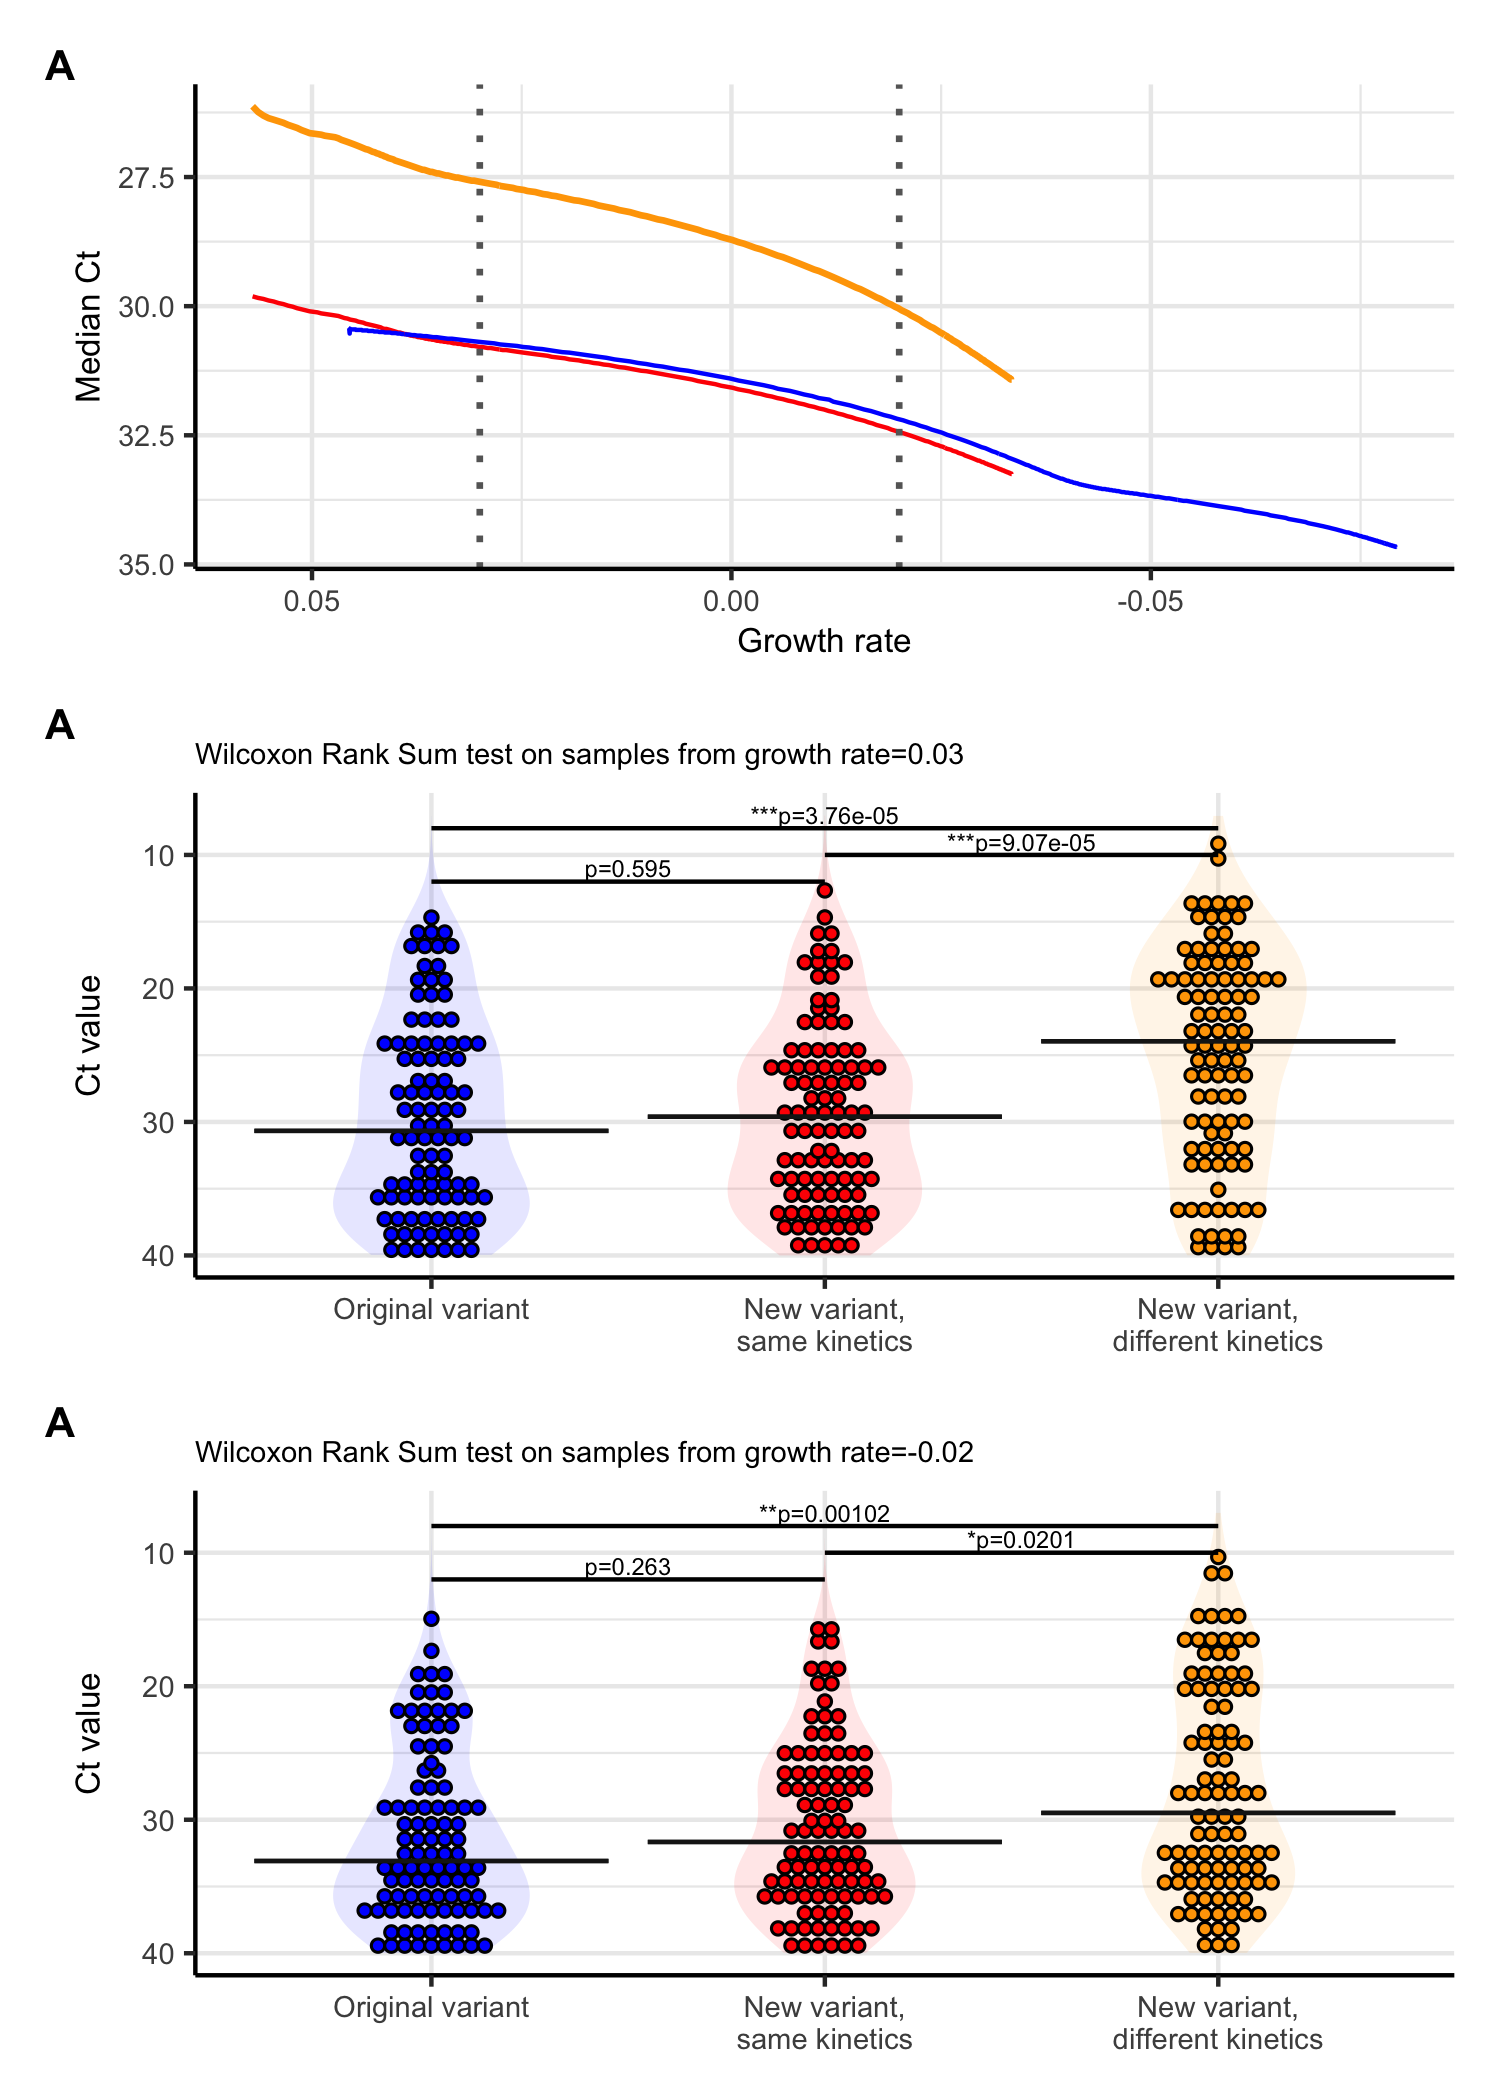 A
Median Ct
27.5
30.0
32.5
35.0
0.05
0.00
-0.05
Growth rate
A
Wilcoxon Rank Sum test on samples from growth rate=0.03
***p=3.76e-05
***p=9.07e-05
p=0.595
Ct value
10
20
30
40
Original variant
New variant,
same kinetics
New variant,
different kinetics
A
Wilcoxon Rank Sum test on samples from growth rate=-0.02
**p=0.00102
*p=0.0201
p=0.263
Ct value
10
20
30
40
Original variant
New variant,
same kinetics
New variant,
different kinetics